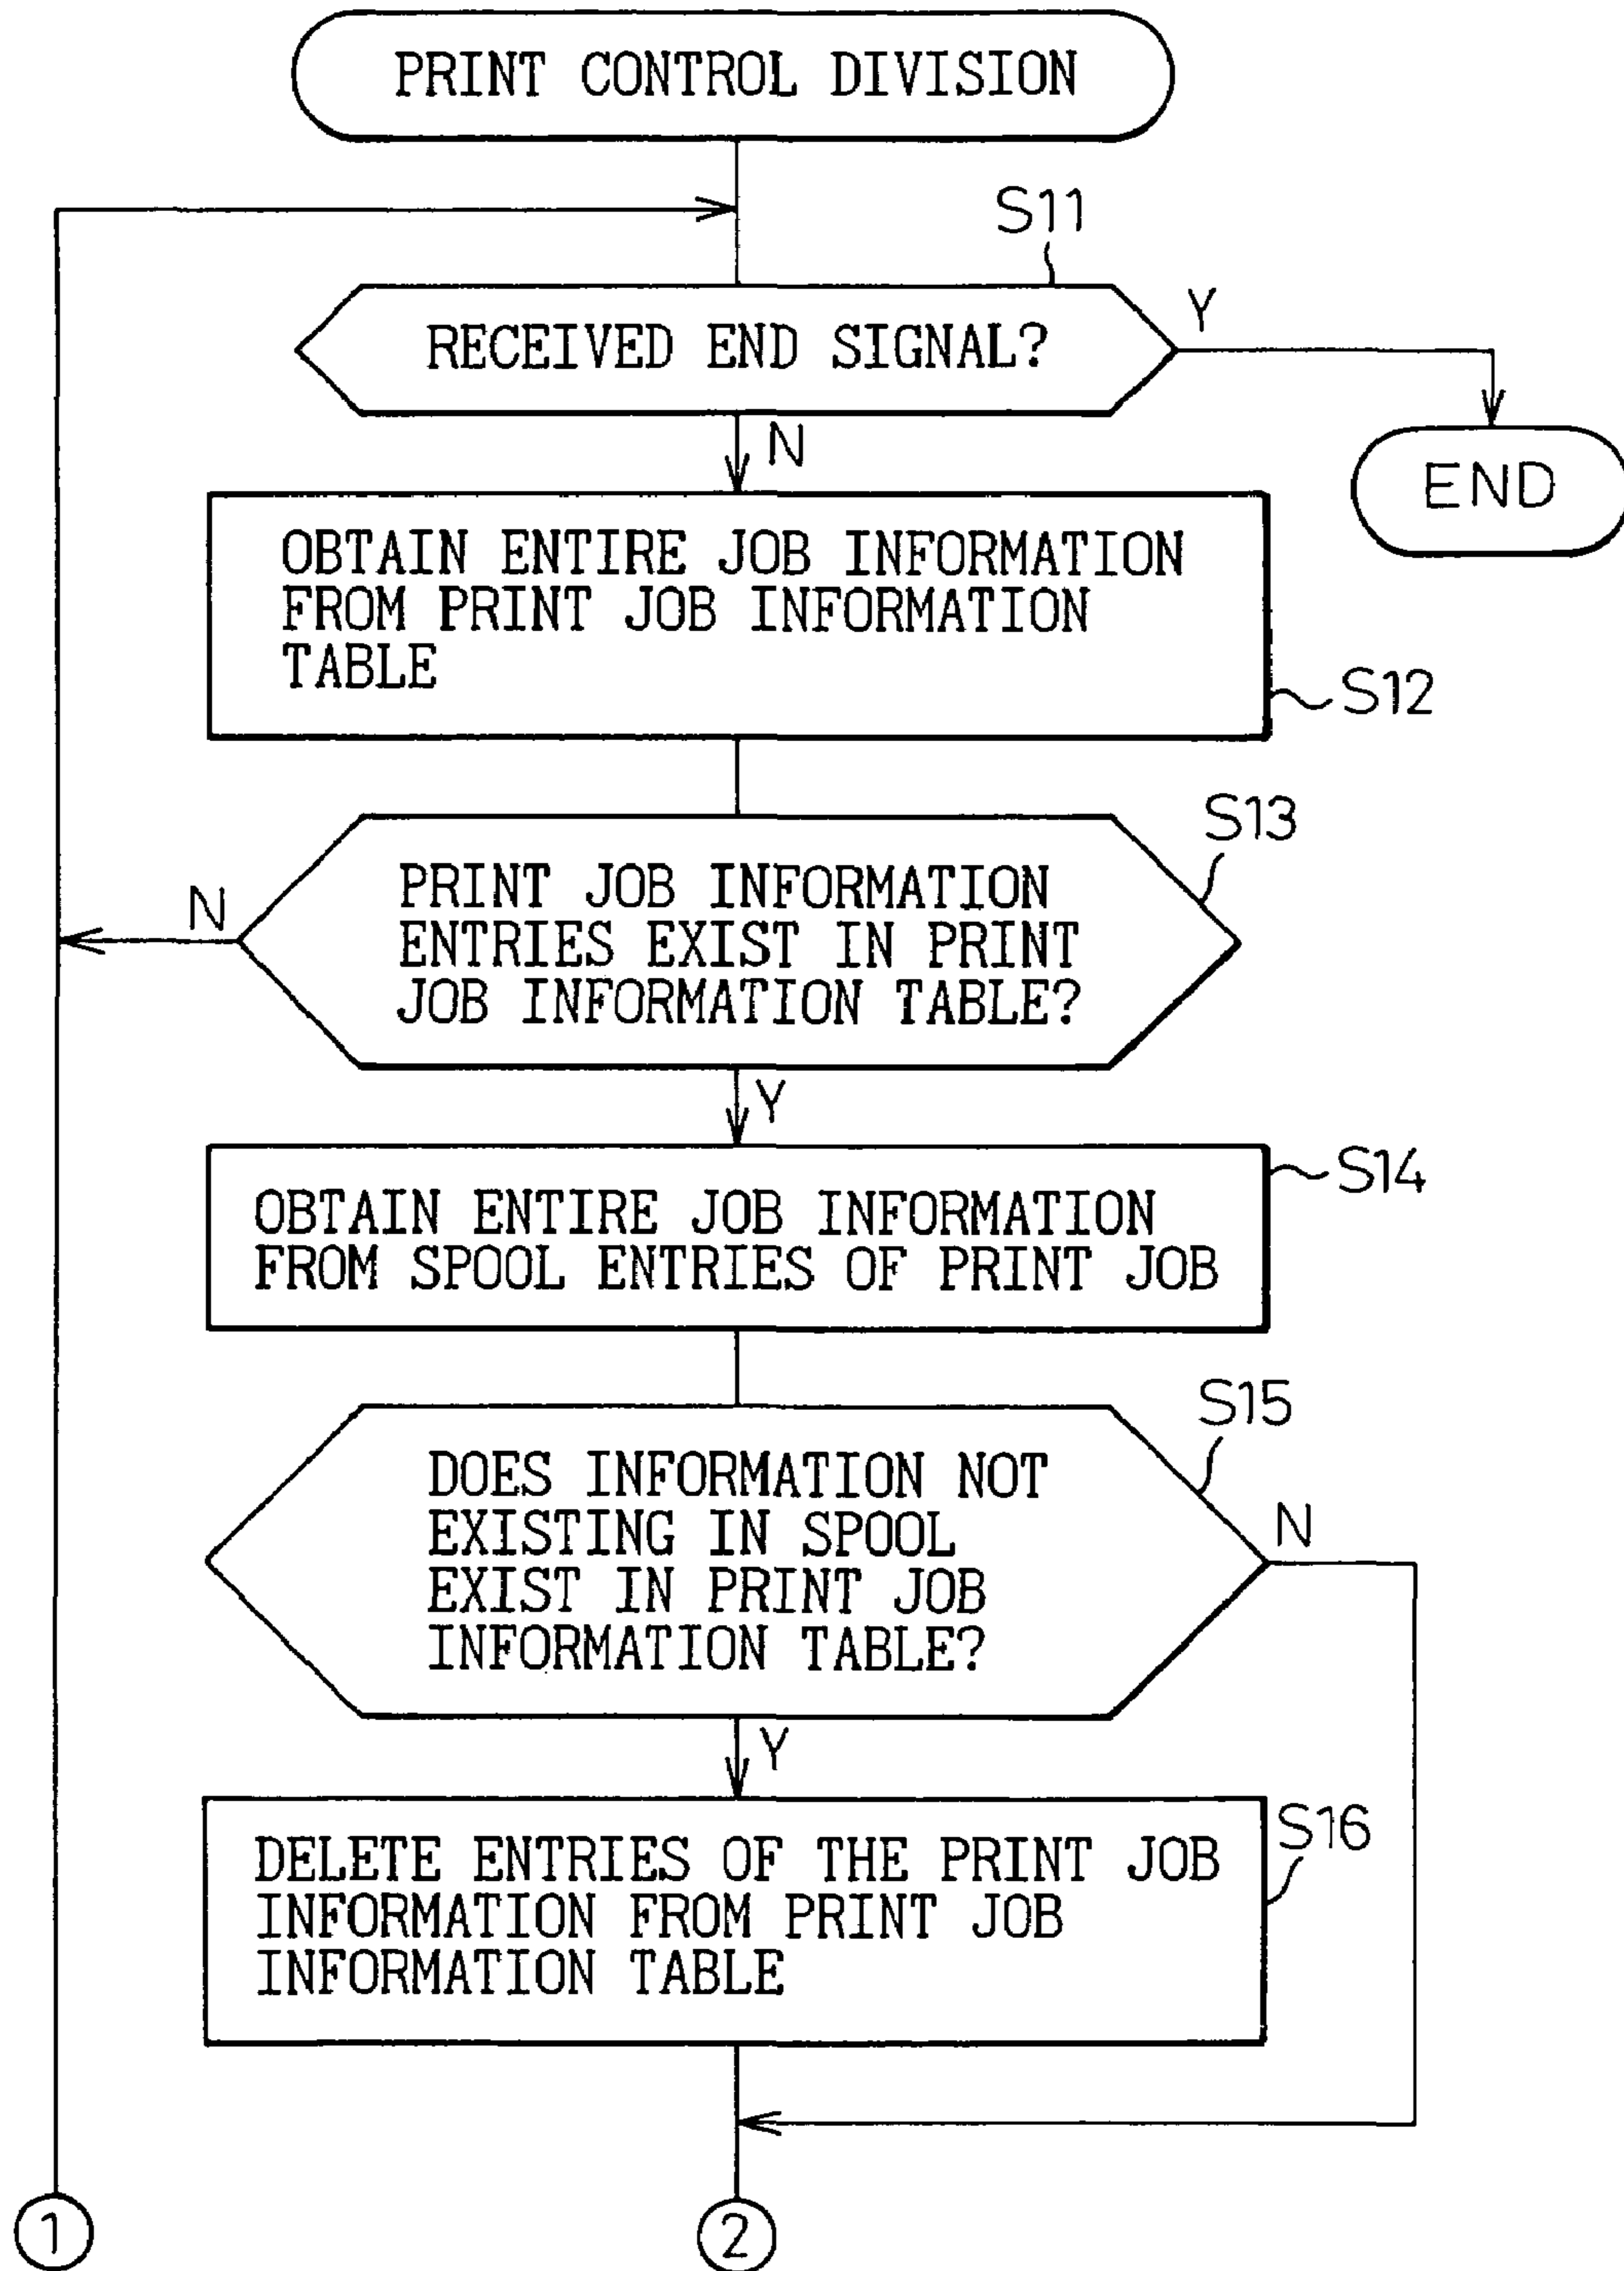 PRINT CONTROL DIVISION
S11
RECEIVED END SIGNAL?
Y
N
END
OBTAIN ENTIRE JOB INFORMATION
FROM PRINT JOB INFORMATION
TABLE
S12
S13
PRINT JOB INFORMATION
ENTRIES EXIST IN PRINT
JOB INFORMATION TABLE?
N
Y
S14
OBTAIN ENTIRE JOB INFORMATION
FROM SPOOL ENTRIES OF PRINT JOB
S15
DOES INFORMATION NOT
EXISTING IN SPOOL
EXIST IN PRINT JOB
INFORMATION TABLE?
N
Y
S16
DELETE ENTRIES OF THE PRINT JOB
INFORMATION FROM PRINT JOB
INFORMATION TABLE
1
2